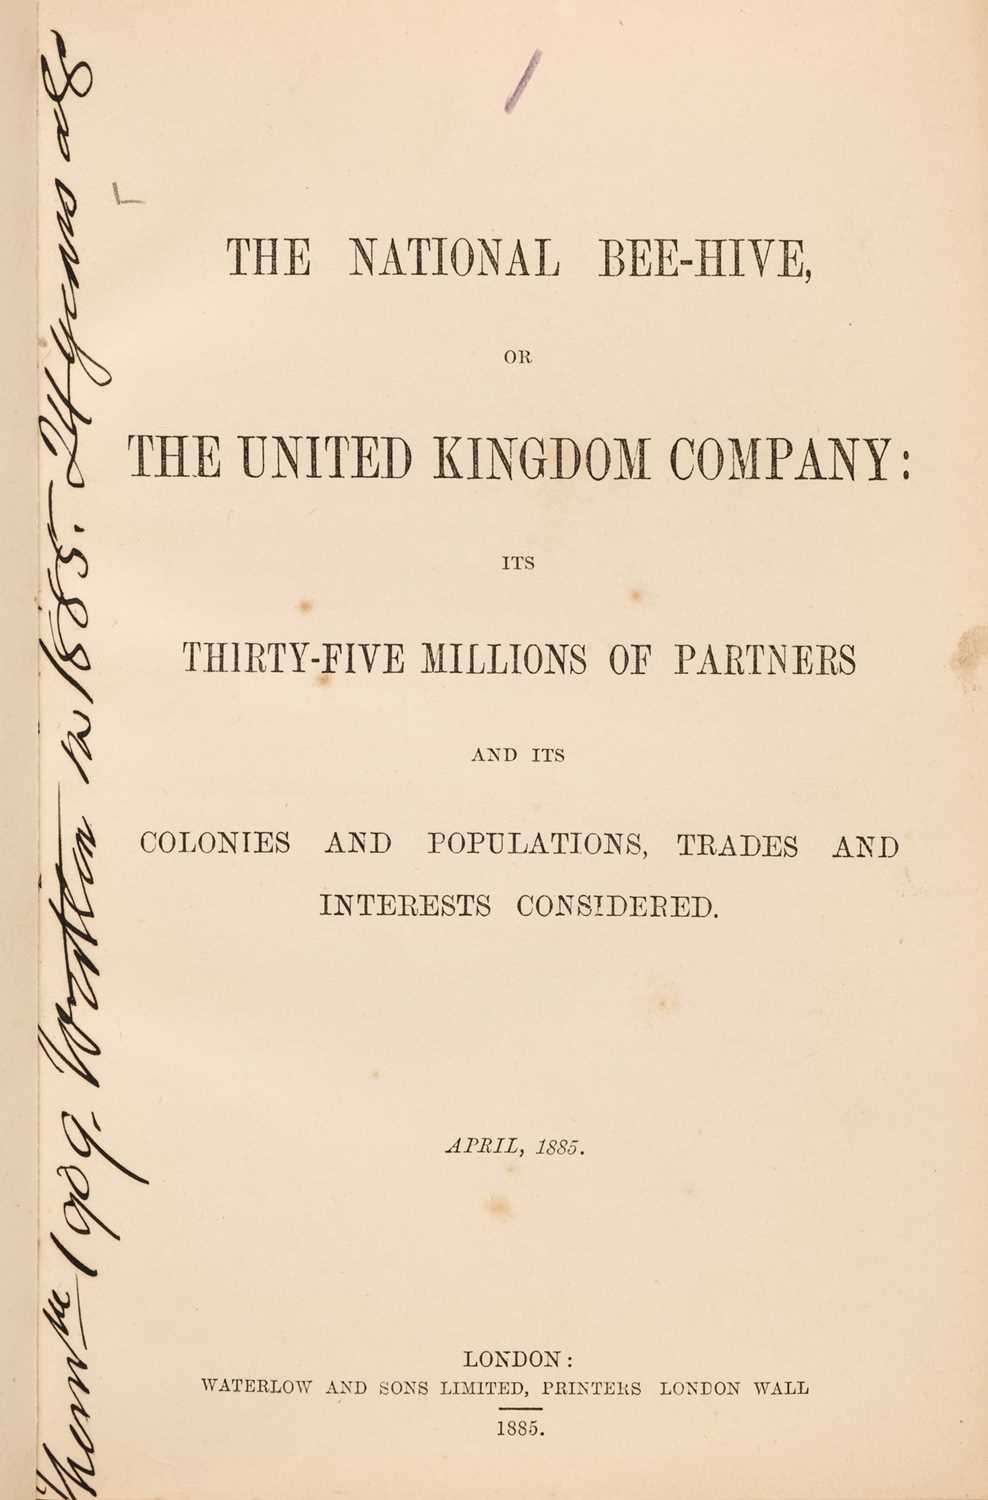 THE NATIONAL BEE-HIVE,
OR
THE UNITED KINGDOM COMPANY:
ITS
THIRTY-FIVE MILLIONS OF PARTNERS
AND ITS
COLONIES AND POPULATIONS, TRADES AND
INTERESTS CONSIDERED.
APRIL, 1885.
LONDON:
WATERLOW AND SONS LIMITED, PRINTERS LONDON WALL
1885.
1909. Written in 1885. 24 years